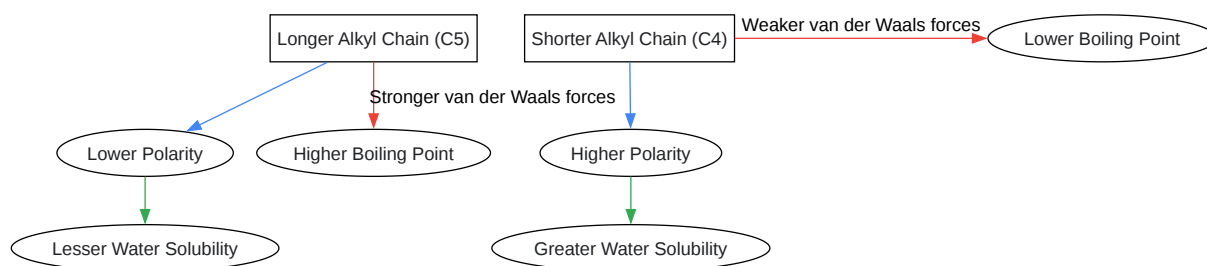 Longer Alkyl Chain (C5)
Shorter Alkyl Chain (C4)
Weaker van der Waals forces
Lower Boiling Point
Stronger van der Waals forces
Lower Polarity
Higher Boiling Point
Higher Polarity
Lesser Water Solubility
Greater Water Solubility